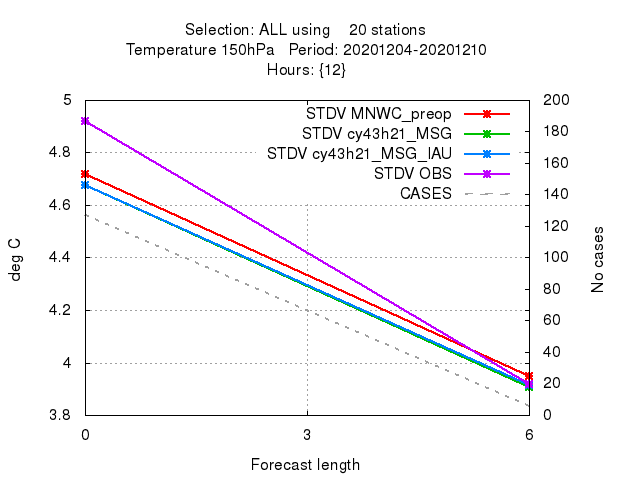 Selection: ALL using    20 stations
Temperature 150hPa   Period: 20201204-20201210
Hours: {12}
STDV MNWC_preop
STDV cy43h21_MSG
STDV cy43h21_MSG_IAU
STDV OBS
CASES
5
4.8
4.6
4.4
4.2
4
3.8
deg C
200
180
160
140
120
100
80
60
40
20
0
No cases
0 3 6
Forecast length